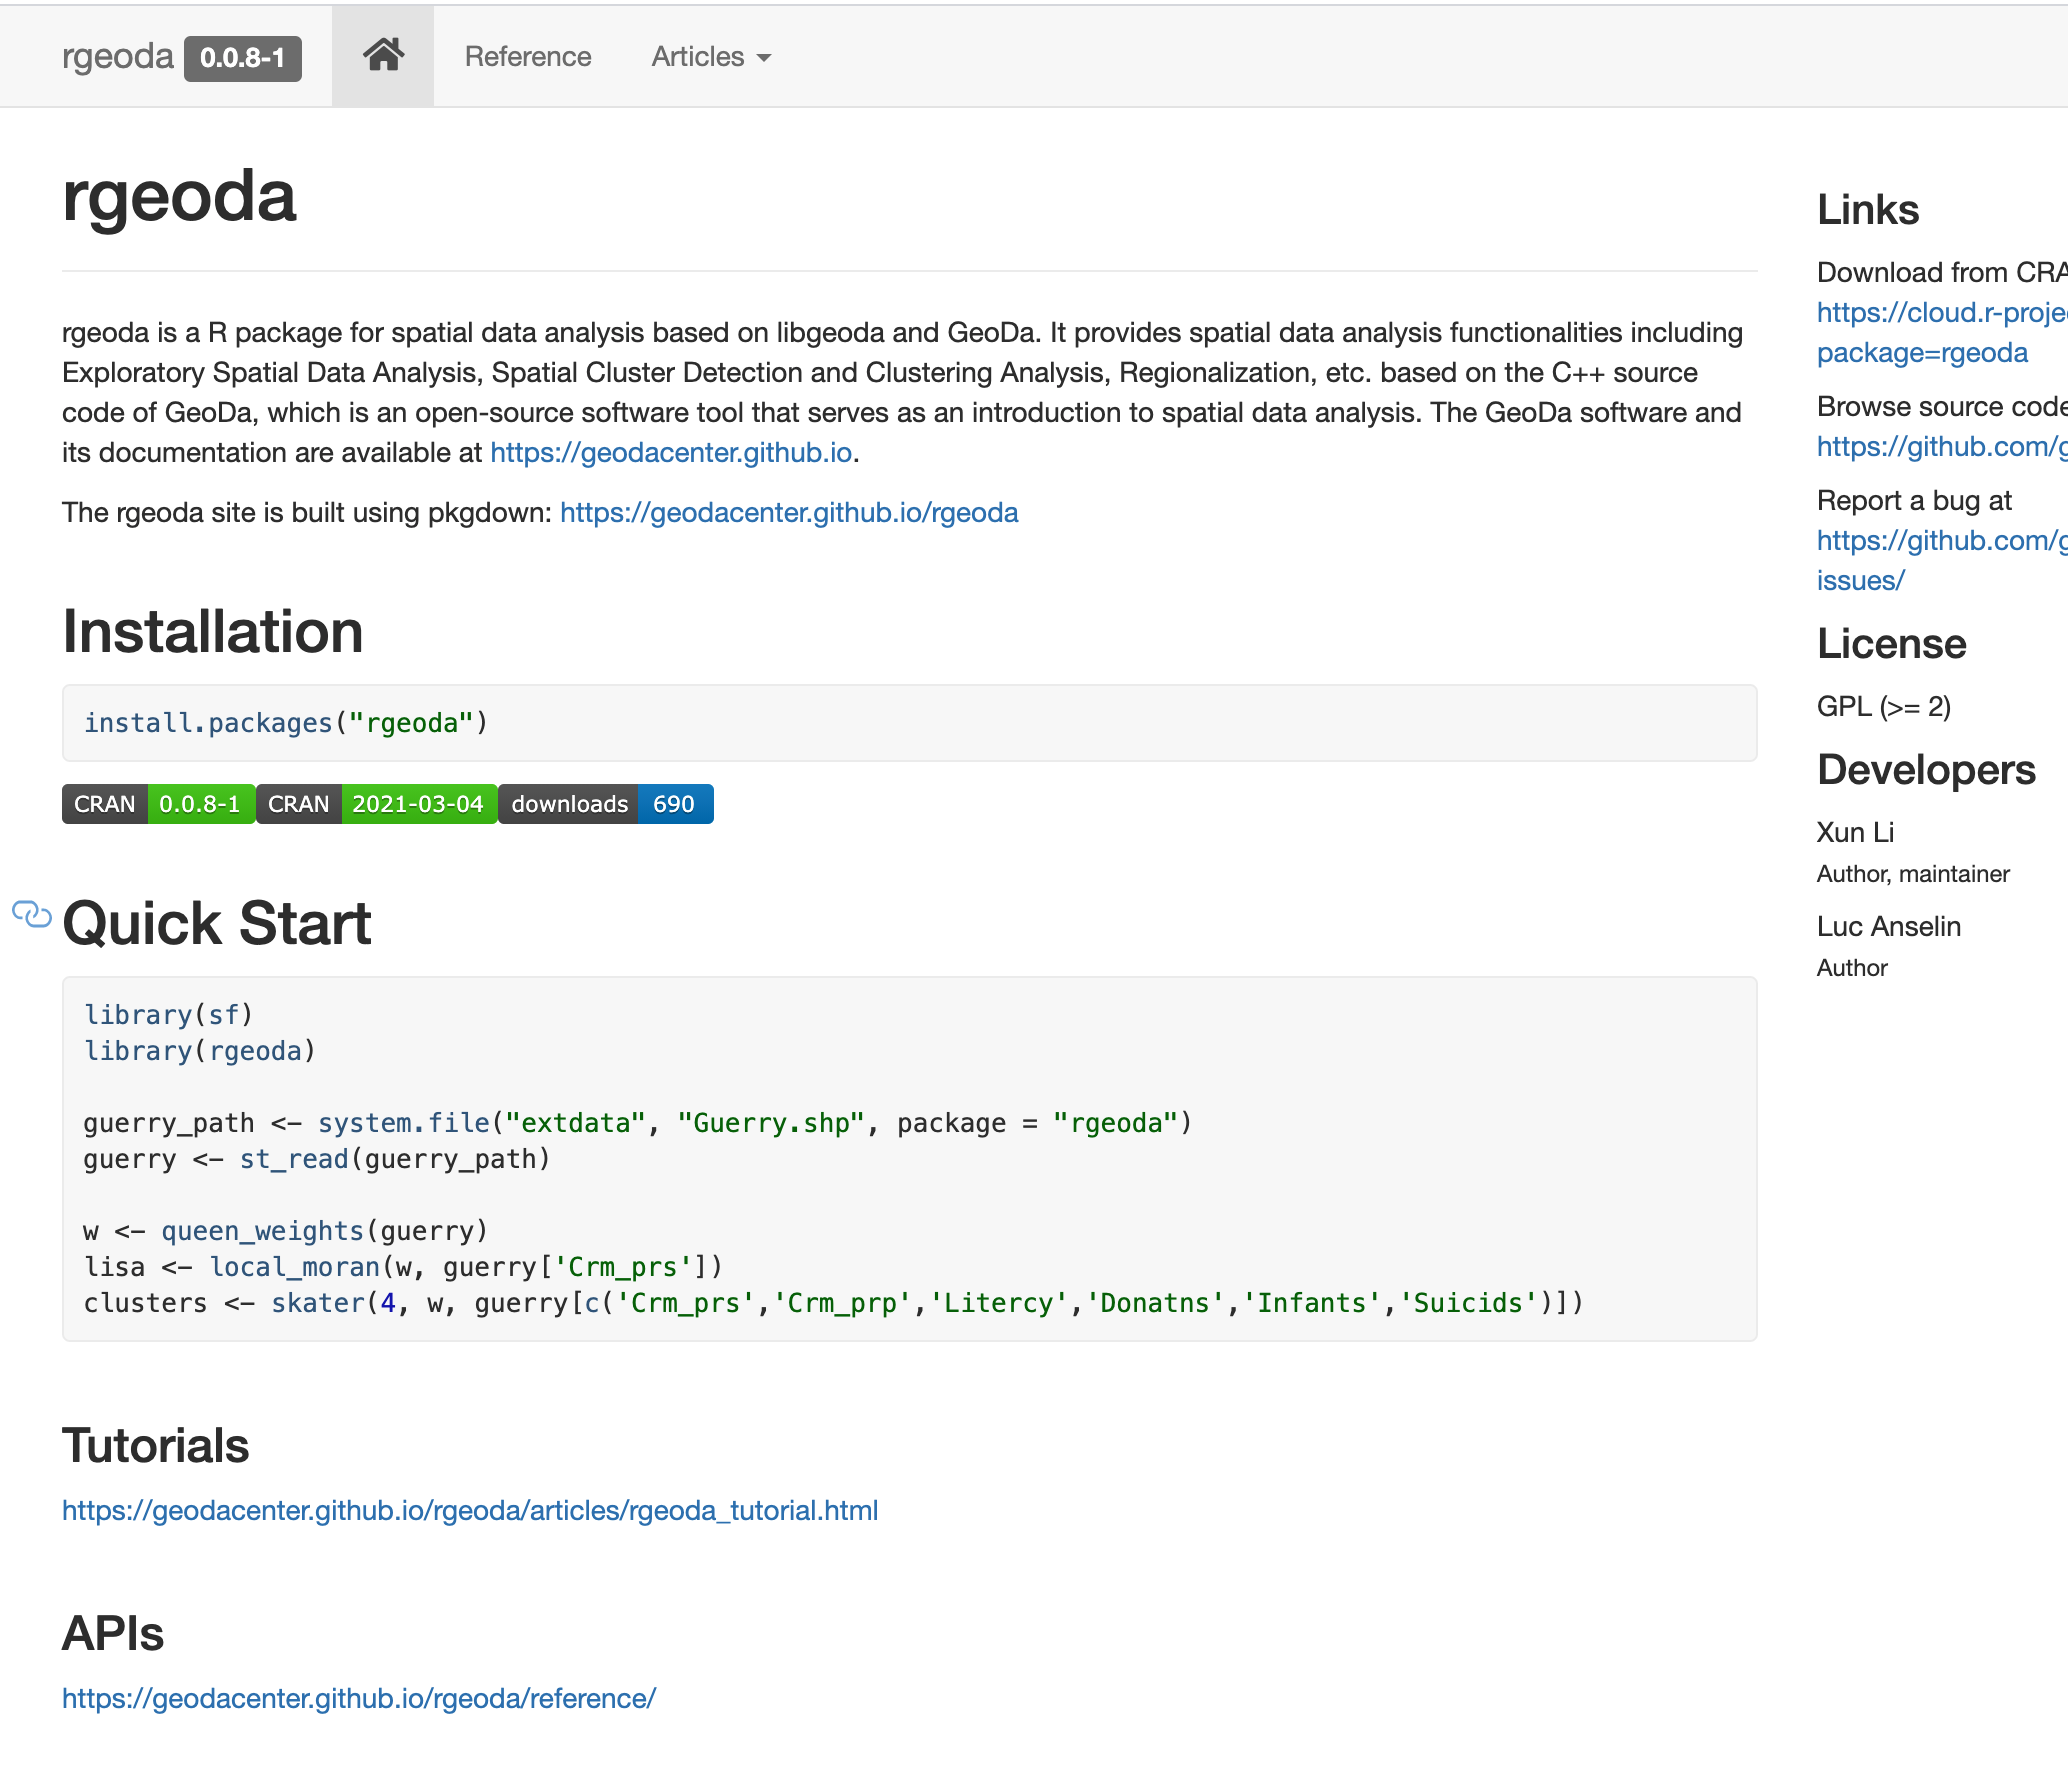 rgeoda 0.0.8-1 Reference Articles
rgeoda
rgeoda is a R package for spatial data analysis based on libgeoda and GeoDa. It provides spatial data analysis functionalities including
Exploratory Spatial Data Analysis, Spatial Cluster Detection and Clustering Analysis, Regionalization, etc. based on the C++ source
code of GeoDa, which is an open-source software tool that serves as an introduction to spatial data analysis. The GeoDa software and
its documentation are available at https://geodacenter.github.io.
The rgeoda site is built using pkgdown: https://geodacenter.github.io/rgeoda
Installation
install.packages("rgeoda")
CRAN 0.0.8-1 CRAN 2021-03-04 downloads 690
Quick Start
library(sf)
library(rgeoda)
guerry_path <- system.file("extdata", "Guerry.shp", package = "rgeoda")
guerry <- st_read(guerry_path)
w <- queen_weights(guerry)
lisa <- local_moran(w, guerry['Crm_prs'])
clusters <- skater(4, w, guerry[c('Crm_prs','Crm_prp','Litercy','Donatns','Infants','Suicids')])
Tutorials
https://geodacenter.github.io/rgeoda/articles/rgeoda_tutorial.html
APIs
https://geodacenter.github.io/rgeoda/reference/
Links
Download from CRA
https://cloud.r-proje
package=rgeoda
Browse source code
https://github.com/g
Report a bug at
https://github.com/g
issues/
License
GPL (>= 2)
Developers
Xun Li
Author, maintainer
Luc Anselin
Author